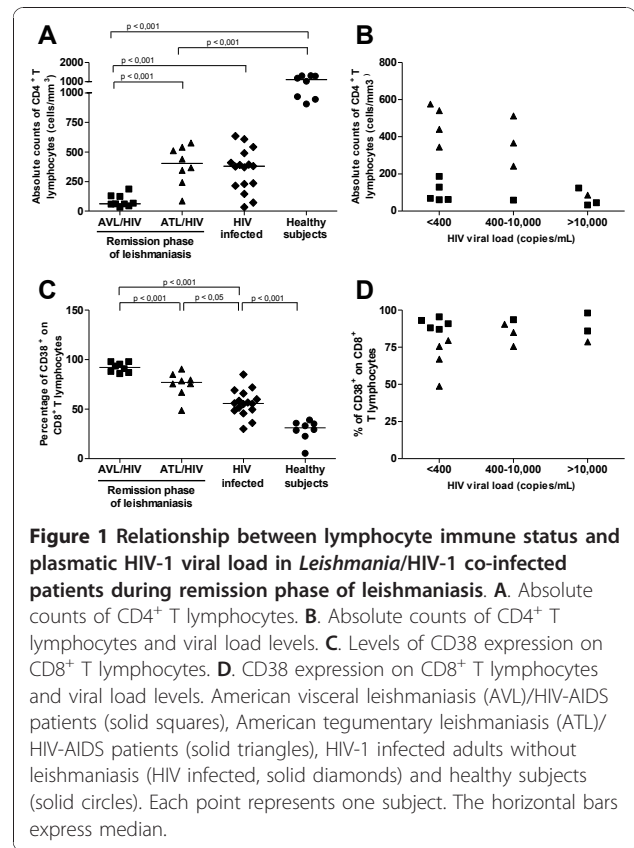 A
p < 0,001
p < 0,001
p < 0,001
p < 0,001
Absolute counts of CD4+ T
lymphocytes (cells/mm3)
2000
1000
500
250
0
AVL/HIV
ATL/HIV
HIV
infected
Healthy
subjects
Remission phase
of leishmaniasis
B
Absolute counts of CD4+ T
lymphocytes (cells/mm3)
800
600
400
200
0
<400
400-10,000
>10,000
HIV viral load (copies/mL)
C
p < 0,001
p < 0,001
p < 0,05
p < 0,001
Percentage of CD38+ on
CD8+ T lymphocytes
150
100
50
0
AVL/HIV
ATL/HIV
HIV
infected
Healthy
subjects
Remission phase
of leishmaniasis
D
% of CD38+ on CD8+
T lymphocytes
100
75
50
25
0
<400
400-10,000
>10,000
HIV viral load (copies/mL)
Figure 1 Relationship between lymphocyte immune status and
plasmatic HIV-1 viral load in Leishmania/HIV-1 co-infected
patients during remission phase of leishmaniasis. A. Absolute
counts of CD4+ T lymphocytes. B. Absolute counts of CD4+ T
lymphocytes and viral load levels. C. Levels of CD38 expression on
CD8+ T lymphocytes. D. CD38 expression on CD8+ T lymphocytes
and viral load levels. American visceral leishmaniasis (AVL)/HIV-AIDS
patients (solid squares), American tegumentary leishmaniasis (ATL)/
HIV-AIDS patients (solid triangles), HIV-1 infected adults without
leishmaniasis (HIV infected, solid diamonds) and healthy subjects
(solid circles). Each point represents one subject. The horizontal bars
express median.